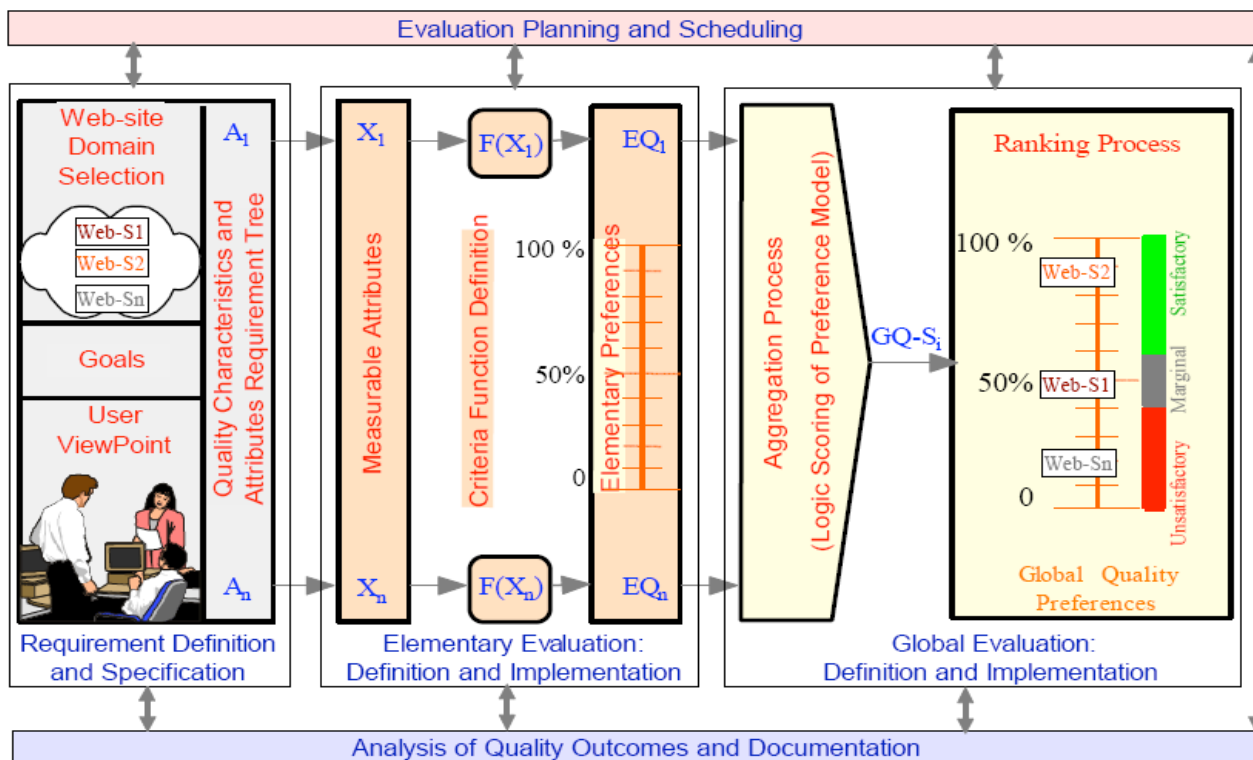 Evaluation Planning and Scheduling
Web-site
Domain
Selection
Web-S1
Web-S2
Web-Sn
Goals
User
ViewPoint
A1
Quality Characteristics and
Attributes Requirement Tree
An
Requirement Definition
and Specification
X1
Measurable Attributes
Xn
F(X1)
Criteria Function Definition
F(Xn)
EQ1
100 %
50%
0
Elementary Preferences
EQn
Elementary Evaluation:
Definition and Implementation
Aggregation Process
(Logic Scoring of Preference Model)
GQ-Si
Ranking Process
100 %
Web-S2
50%
Web-S1
Web-Sn
0
Satisfactory
Marginal
Unsatisfactory
Global Quality
Preferences
Global Evaluation:
Definition and Implementation
Analysis of Quality Outcomes and Documentation